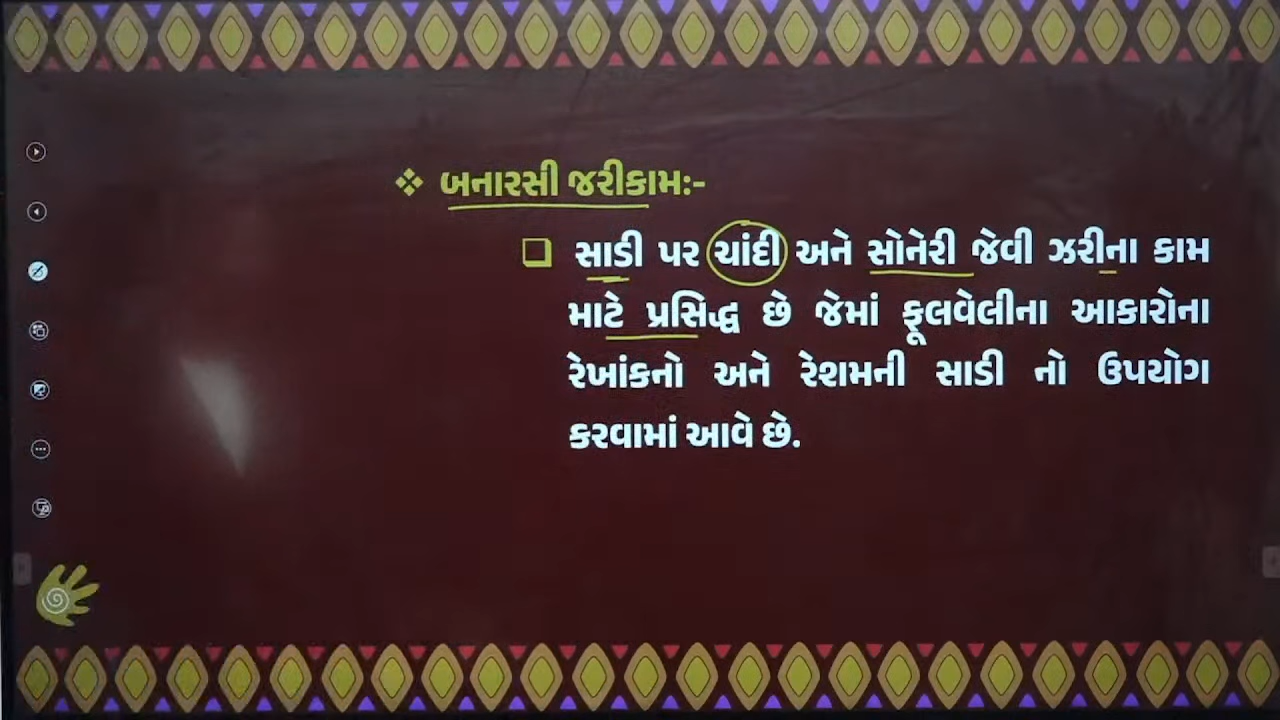 ❖ બનારસી જરીકામ:-
❑ સાડી પર ચાંદી અને સોનેરી જેવી ઝરીના કામ
માટે પ્રસિદ્ધ છે જેમાં ફૂલવેલીના આકારોના
રેખાંકનો અને રેશમની સાડી નો ઉપયોગ
કરવામાં આવે છે.